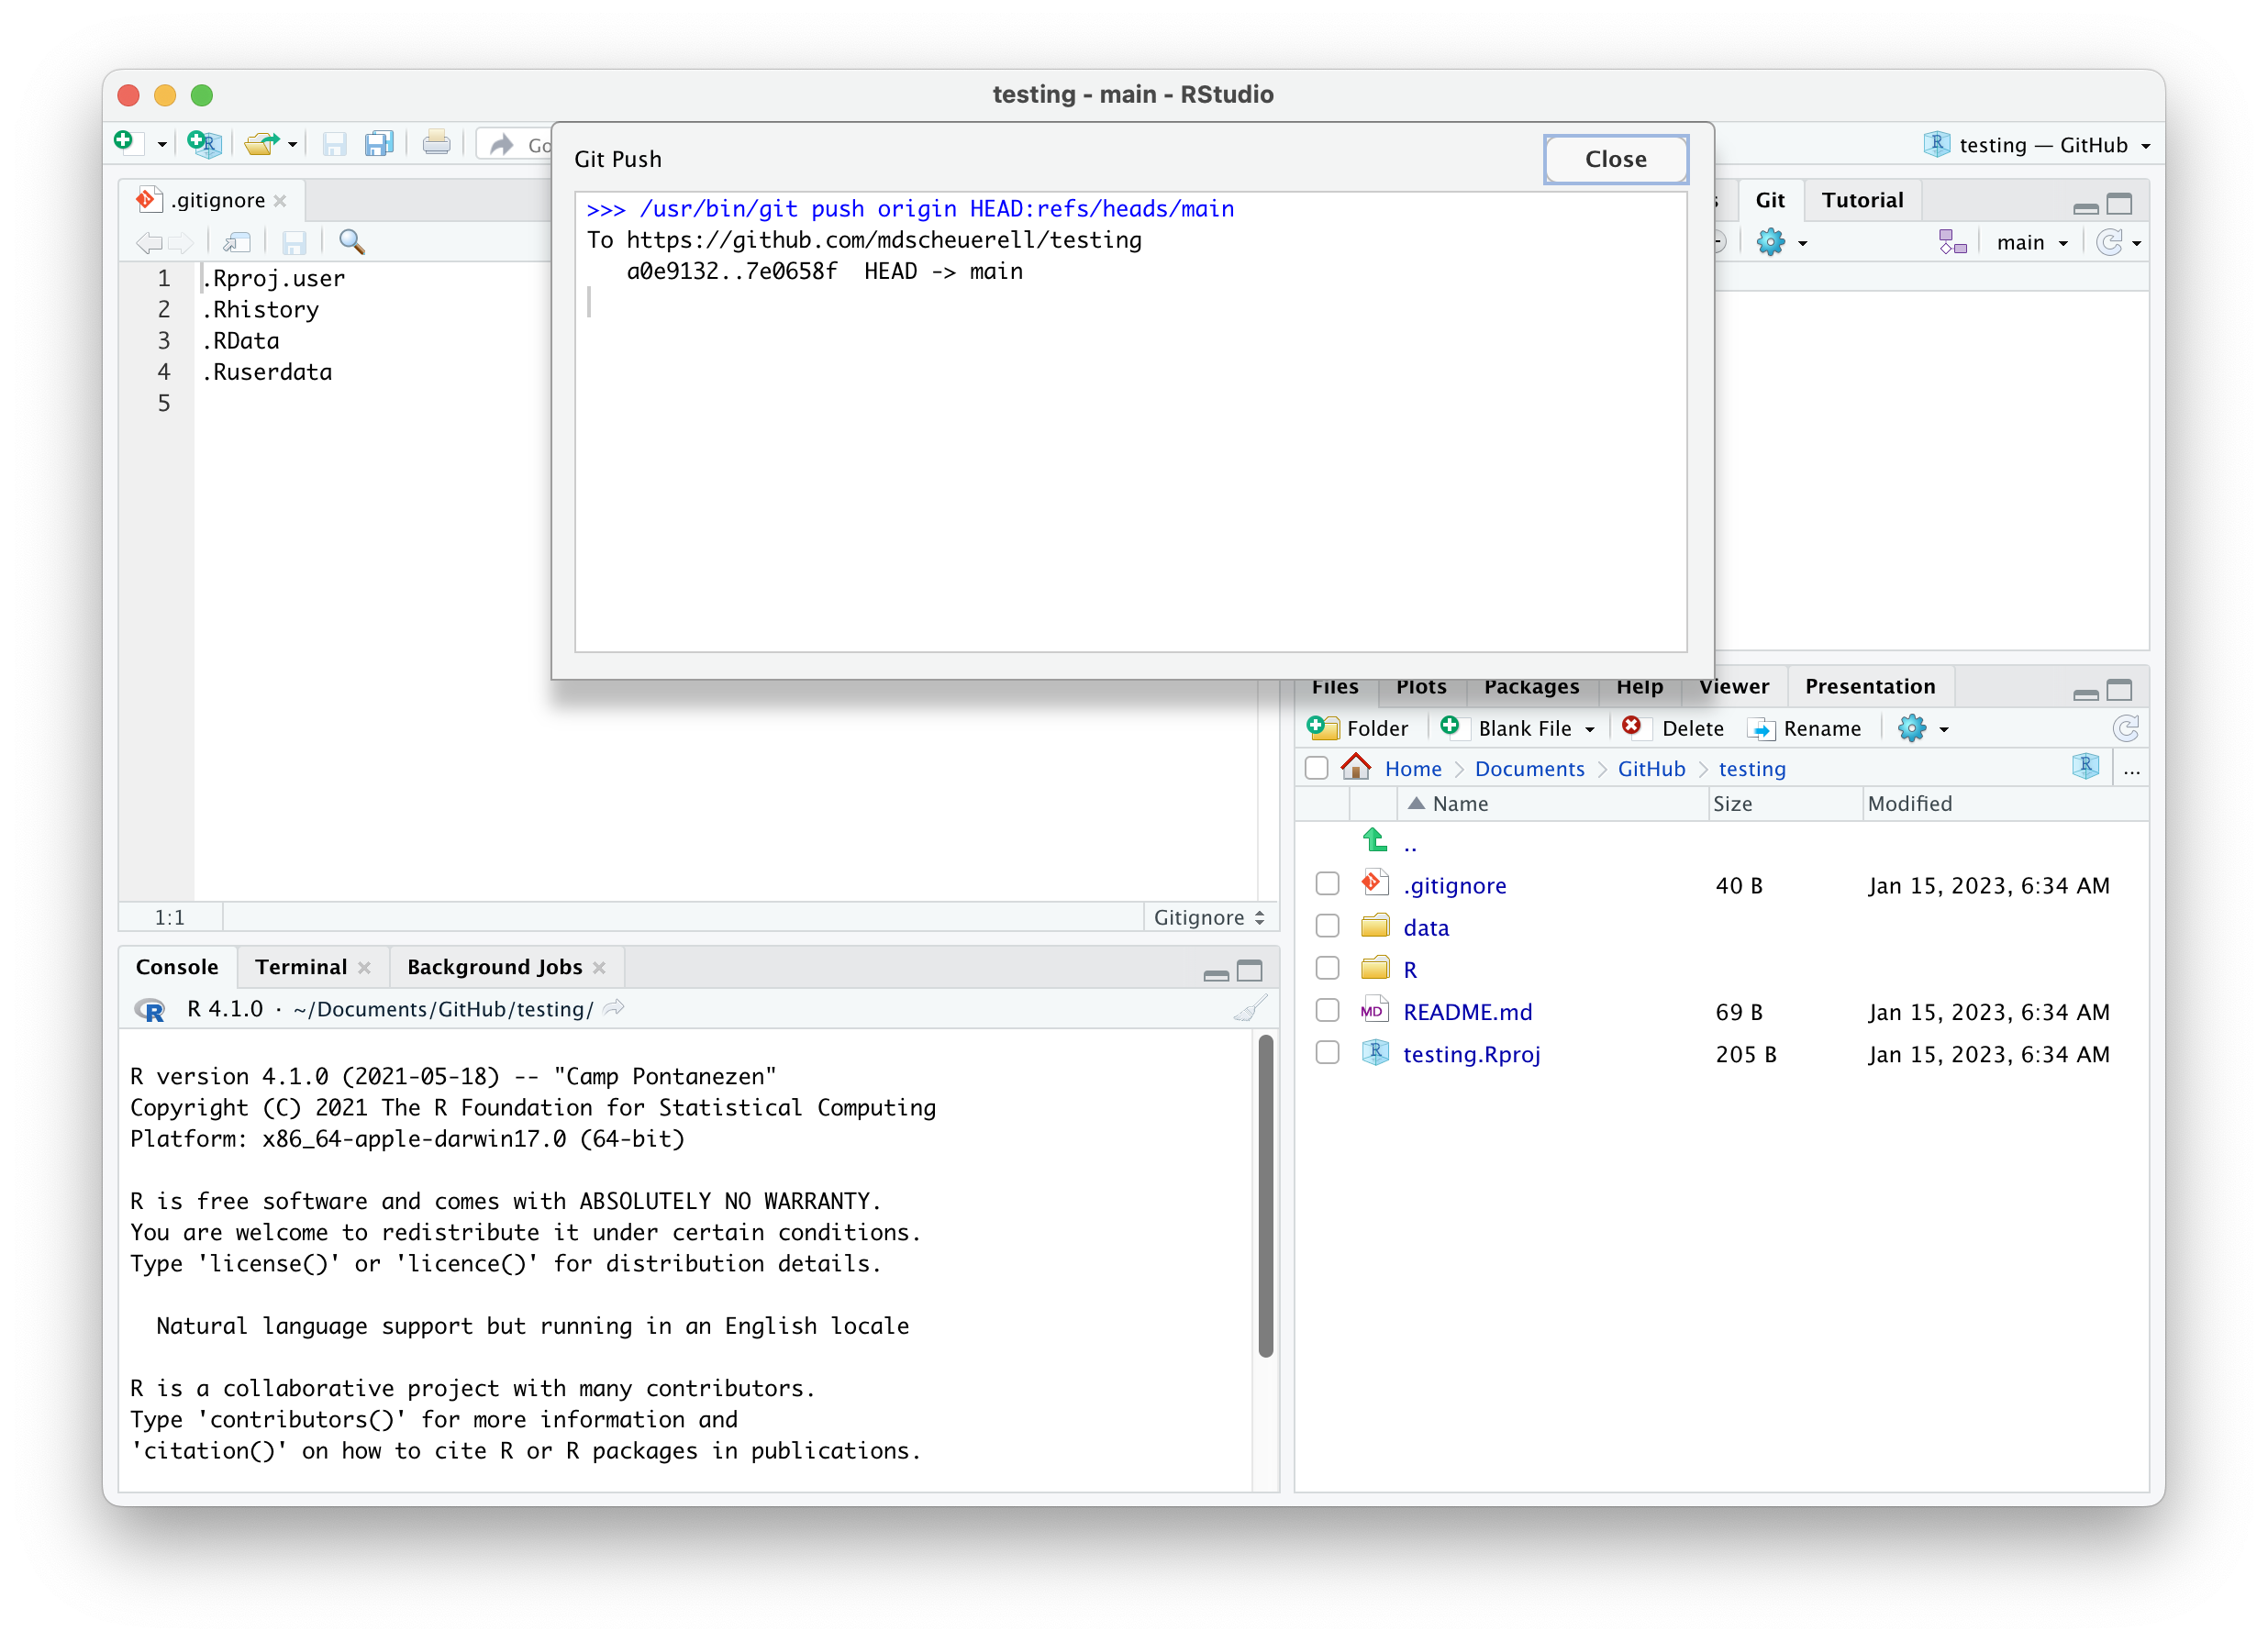 testing - main - RStudio
Go
testing — GitHub
Git Push
Close
>>> /usr/bin/git push origin HEAD:refs/heads/main
To https://github.com/mdscheuerell/testing
a0e9132..7e0658f  HEAD -> main
.gitignore
1 .Rproj.user
2 .Rhistory
3 .RData
4 .Ruserdata
5
1:1
Gitignore
Git
Tutorial
main
Console
Terminal
Background Jobs
R 4.1.0 · ~/Documents/GitHub/testing/
R version 4.1.0 (2021-05-18) -- "Camp Pontanezen"
Copyright (C) 2021 The R Foundation for Statistical Computing
Platform: x86_64-apple-darwin17.0 (64-bit)
R is free software and comes with ABSOLUTELY NO WARRANTY.
You are welcome to redistribute it under certain conditions.
Type 'license()' or 'licence()' for distribution details.
Natural language support but running in an English locale
R is a collaborative project with many contributors.
Type 'contributors()' for more information and
'citation()' on how to cite R or R packages in publications.
Files
Plots
Packages
Help
Viewer
Presentation
Folder
Blank File
Delete
Rename
Home
Documents
GitHub
testing
...
Name
Size
Modified
..
.gitignore 40 B Jan 15, 2023, 6:34 AM
data
R
MD README.md 69 B Jan 15, 2023, 6:34 AM
testing.Rproj 205 B Jan 15, 2023, 6:34 AM